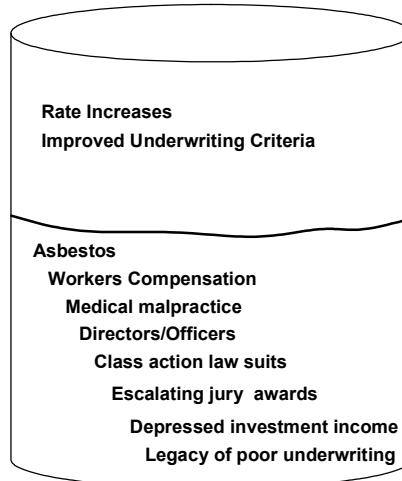 Rate Increases
Improved Underwriting Criteria
Asbestos
Workers Compensation
Medical malpractice
Directors/Officers
Class action law suits
Escalating jury awards
Depressed investment income
Legacy of poor underwriting